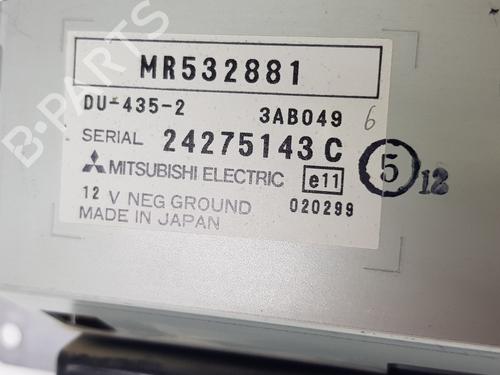 MR532881
DU-435-2 3AB049 6
SERIAL 24275143C
MITSUBISHI ELECTRIC e11
12 V NEG GROUND 020299
MADE IN JAPAN
5 12
B-PARTS